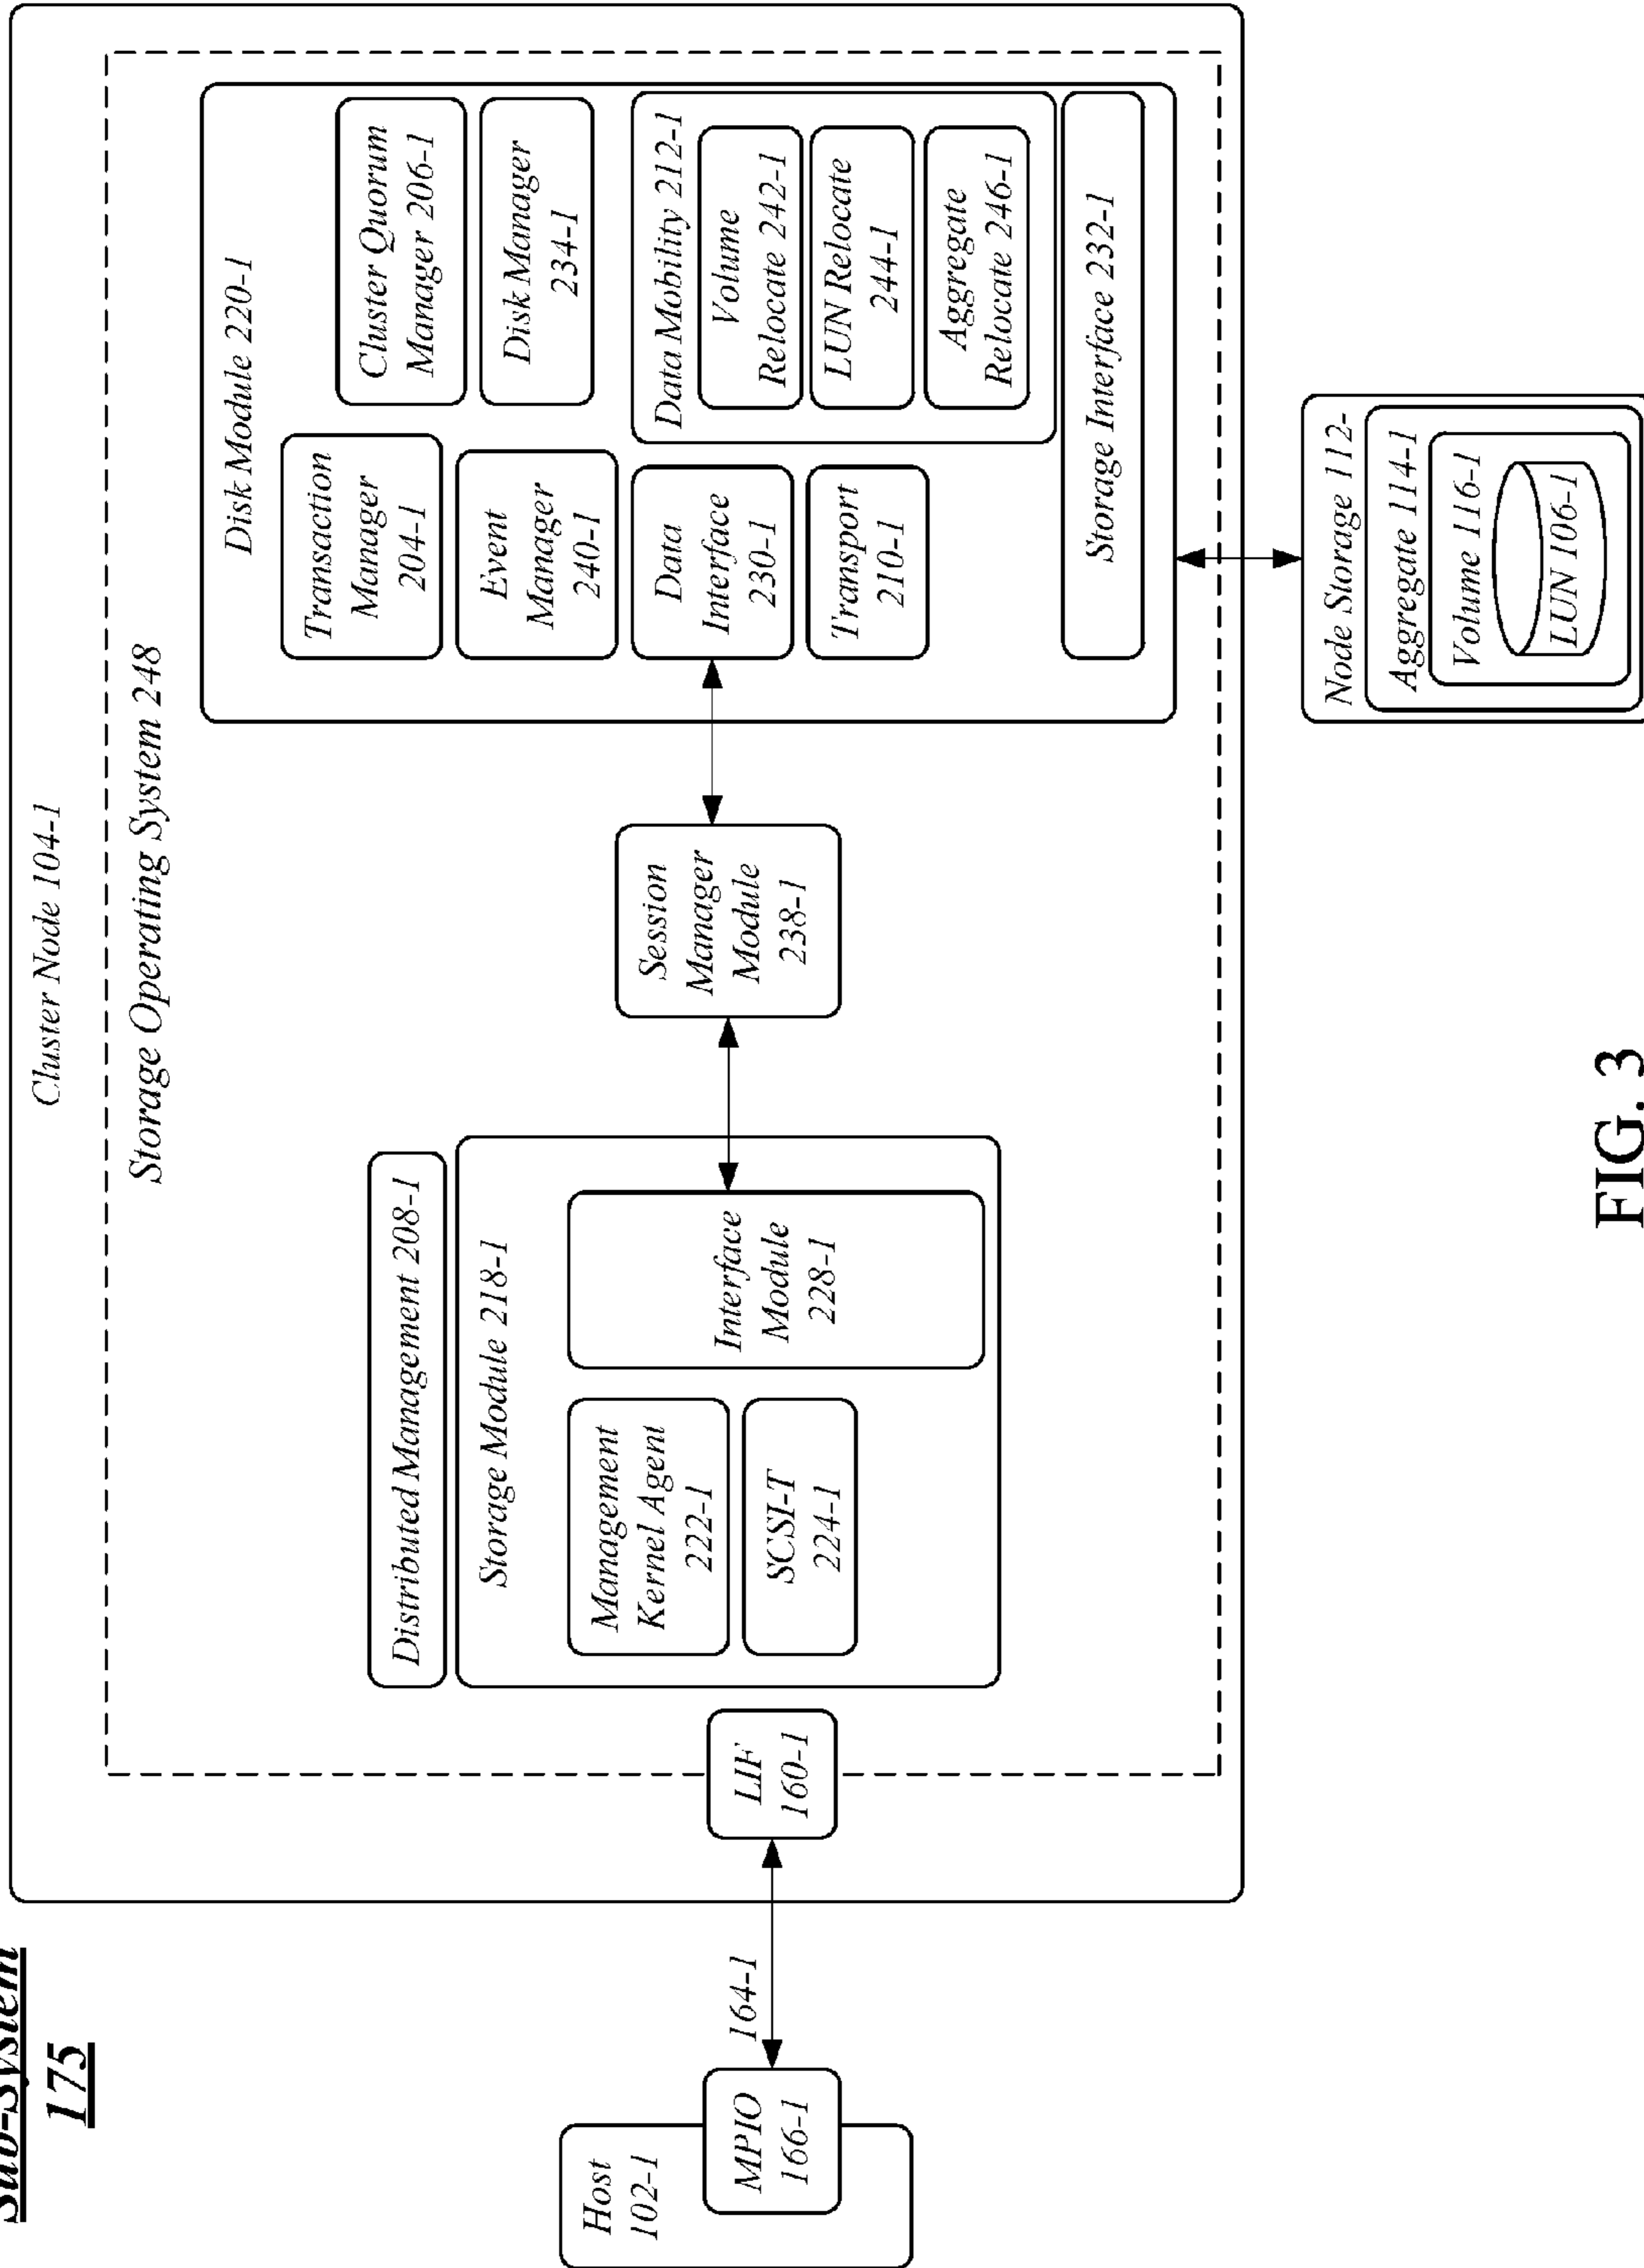 Sub-System
175
Cluster Node 104-1
Storage Operating System 248
Host
102-1
MPIO
166-1
164-1
LIF
160-1
Distributed Management 208-1
Storage Module 218-1
Management
Kernel Agent
222-1
SCSI-T
224-1
Interface
Module
228-1
Session
Manager
Module
238-1
Disk Module 220-1
Transaction
Manager
204-1
Event
Manager
240-1
Data
Interface
230-1
Transport
210-1
Cluster Quorum
Manager 206-1
Disk Manager
234-1
Data Mobility 212-1
Volume
Relocate 242-1
LUN Relocate
244-1
Aggregate
Relocate 246-1
Storage Interface 232-1
Node Storage 112-
Aggregate 114-1
Volume 116-1
LUN 106-1
FIG. 3